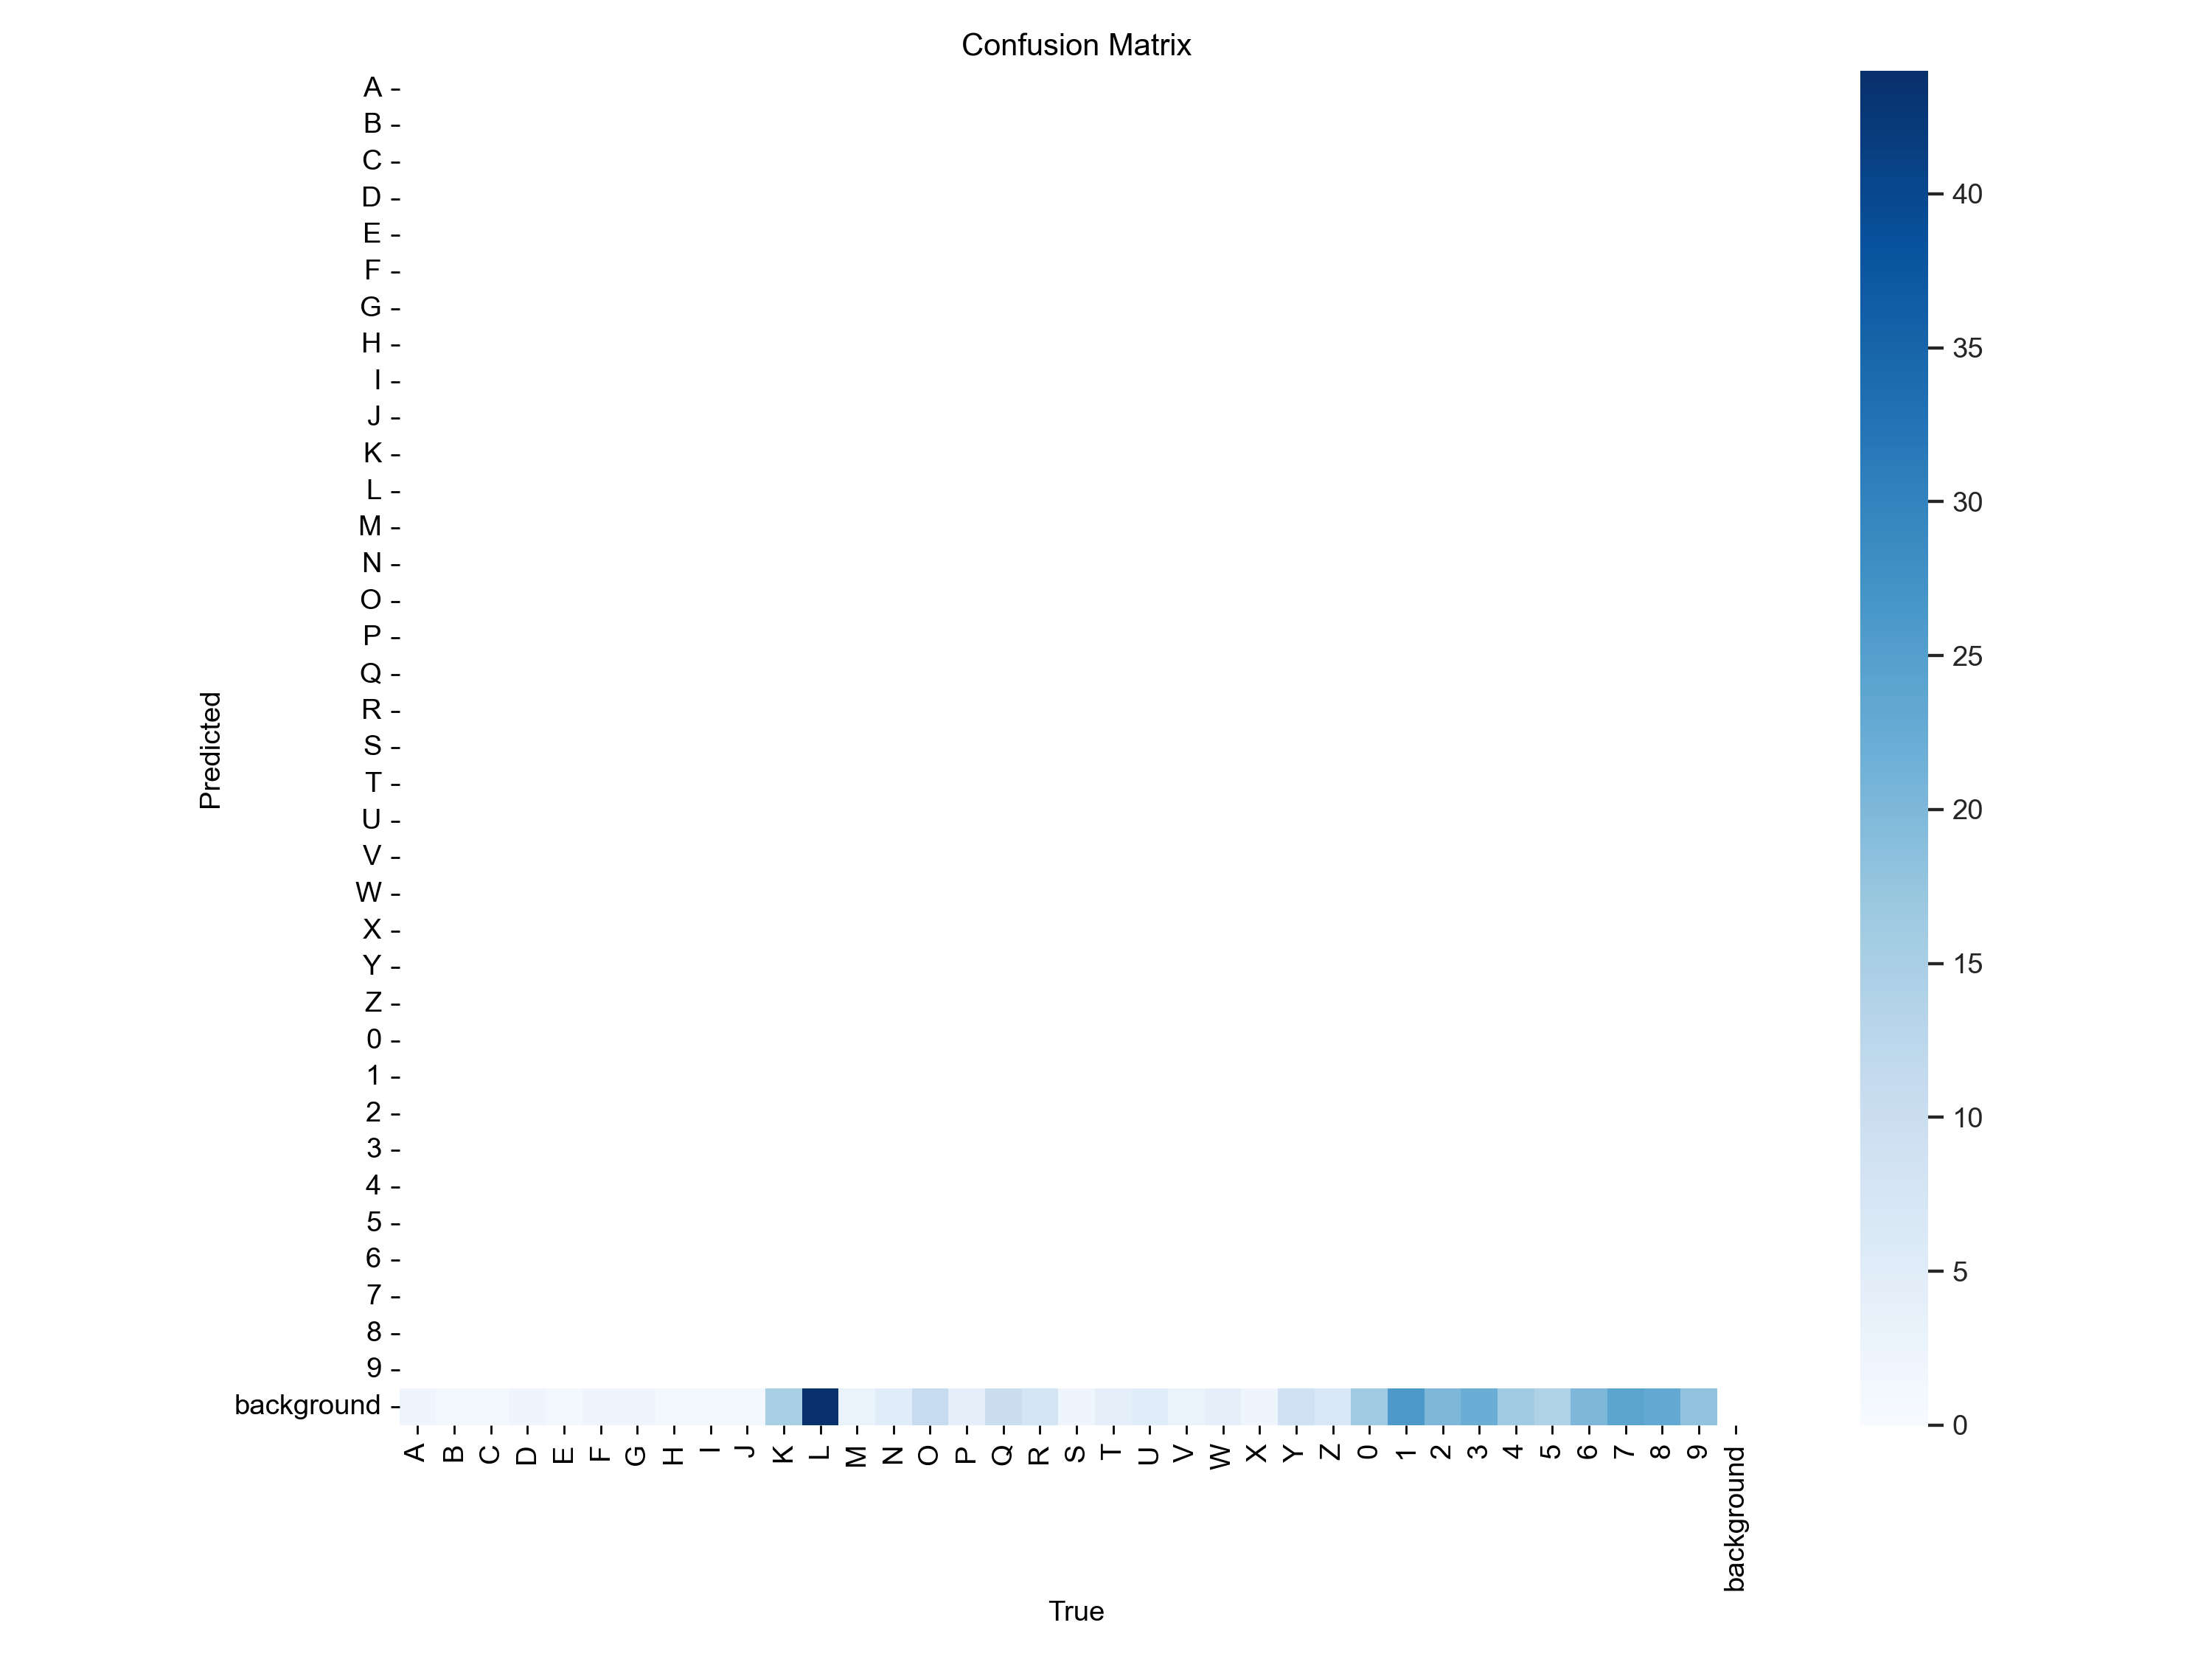 Confusion Matrix
Predicted
A
B
C
D
E
F
G
H
I
J
K
L
M
N
O
P
Q
R
S
T
U
V
W
X
Y
Z
0
1
2
3
4
5
6
7
8
9
background
A B C D E F G H I J K L M N O P Q R S T U V W X Y Z 0 1 2 3 4 5 6 7 8 9 background
True
40
35
30
25
20
15
10
5
0